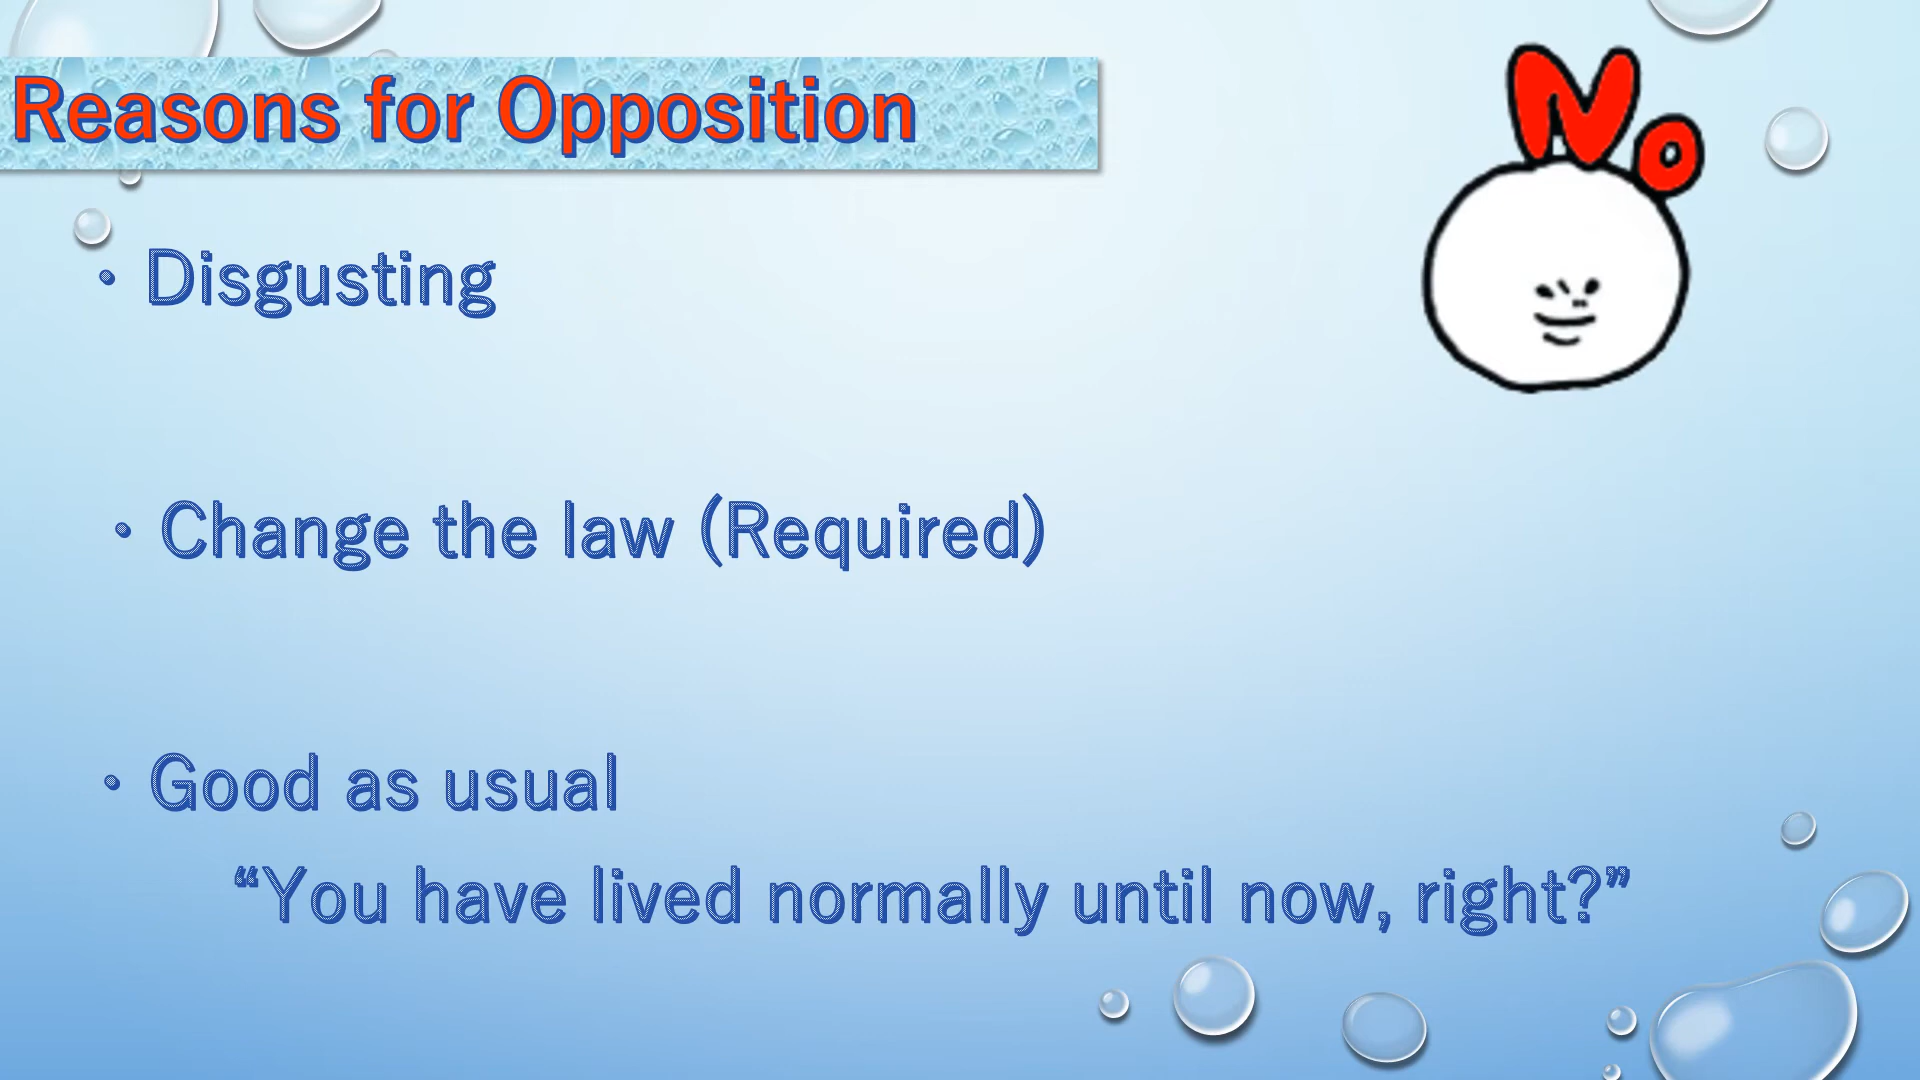 Reasons for Opposition
No
・Disgusting
・Change the law (Required)
・Good as usual
“You have lived normally until now, right?”